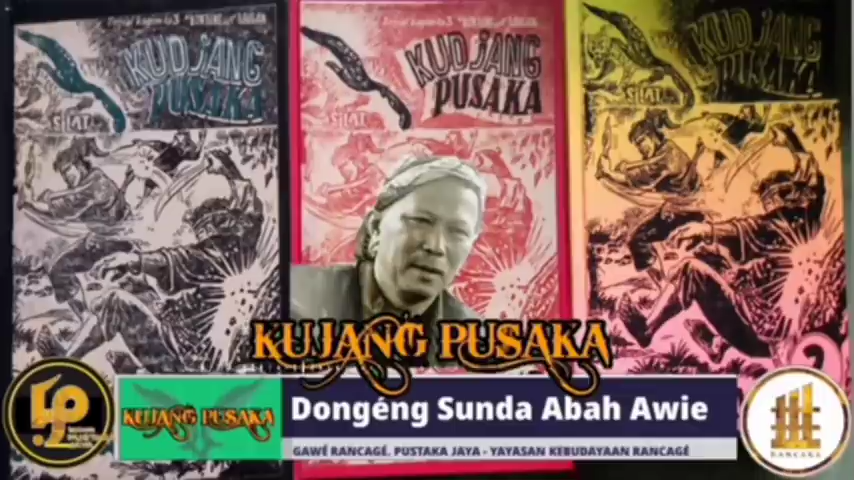 KUDJANG
PUSAKA
SILAT
KUDJANG
PUSAKA
SILAT
KUDJANG
PUSAKA
SILAT
KUJANG PUSAKA
KUJANG PUSAKA
Dongéng Sunda Abah Awie
GAWÉ RANCAGÉ. PUSTAKA JAYA - YAYASAN KEBUDAYAAN RANCAGÉ